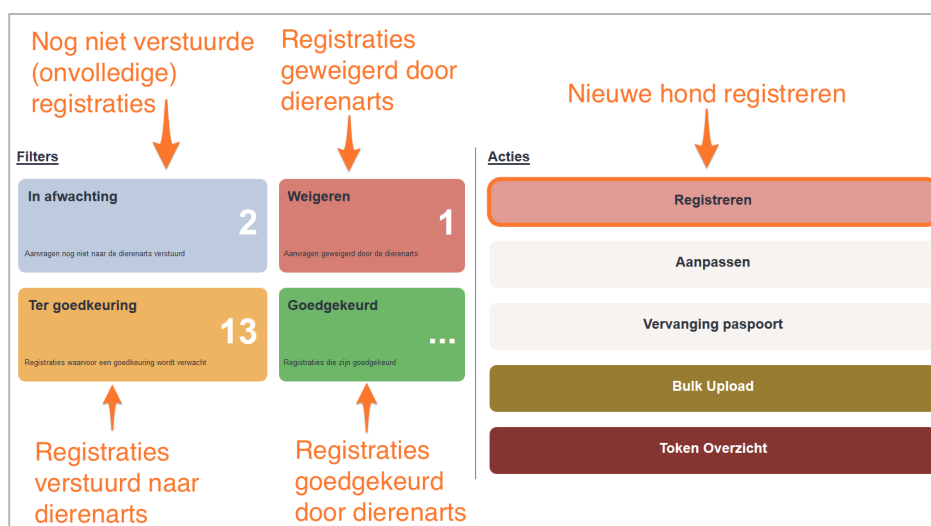 Nog niet verstuurde
(onvolledige)
registraties
Registraties
geweigerd door
dierenarts
Nieuwe hond registreren
Filters
Acties
In afwachting
2
Aanvragen nog niet naar de dierenarts verstuurd
Weigeren
1
Aanvragen geweigerd door de dierenarts
Registreren
Aanpassen
Ter goedkeuring
13
Registraties waarvoor een goedkeuring wordt verwacht
Goedgekeurd
...
Registraties die zijn goedgekeurd
Vervanging paspoort
Bulk Upload
Token Overzicht
Registraties
verstuurd naar
dierenarts
Registraties
goedgekeurd
door dierenarts